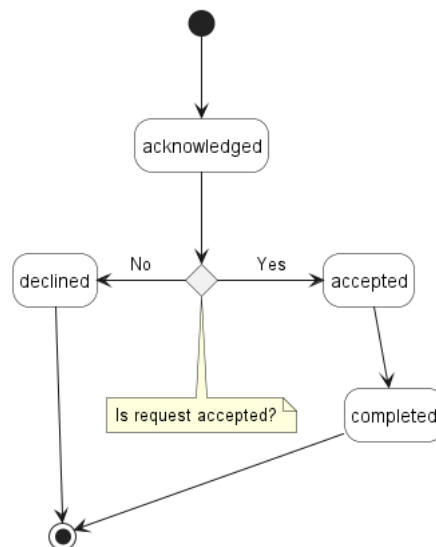 acknowledged
No
Yes
declined
accepted
Is request accepted?
completed